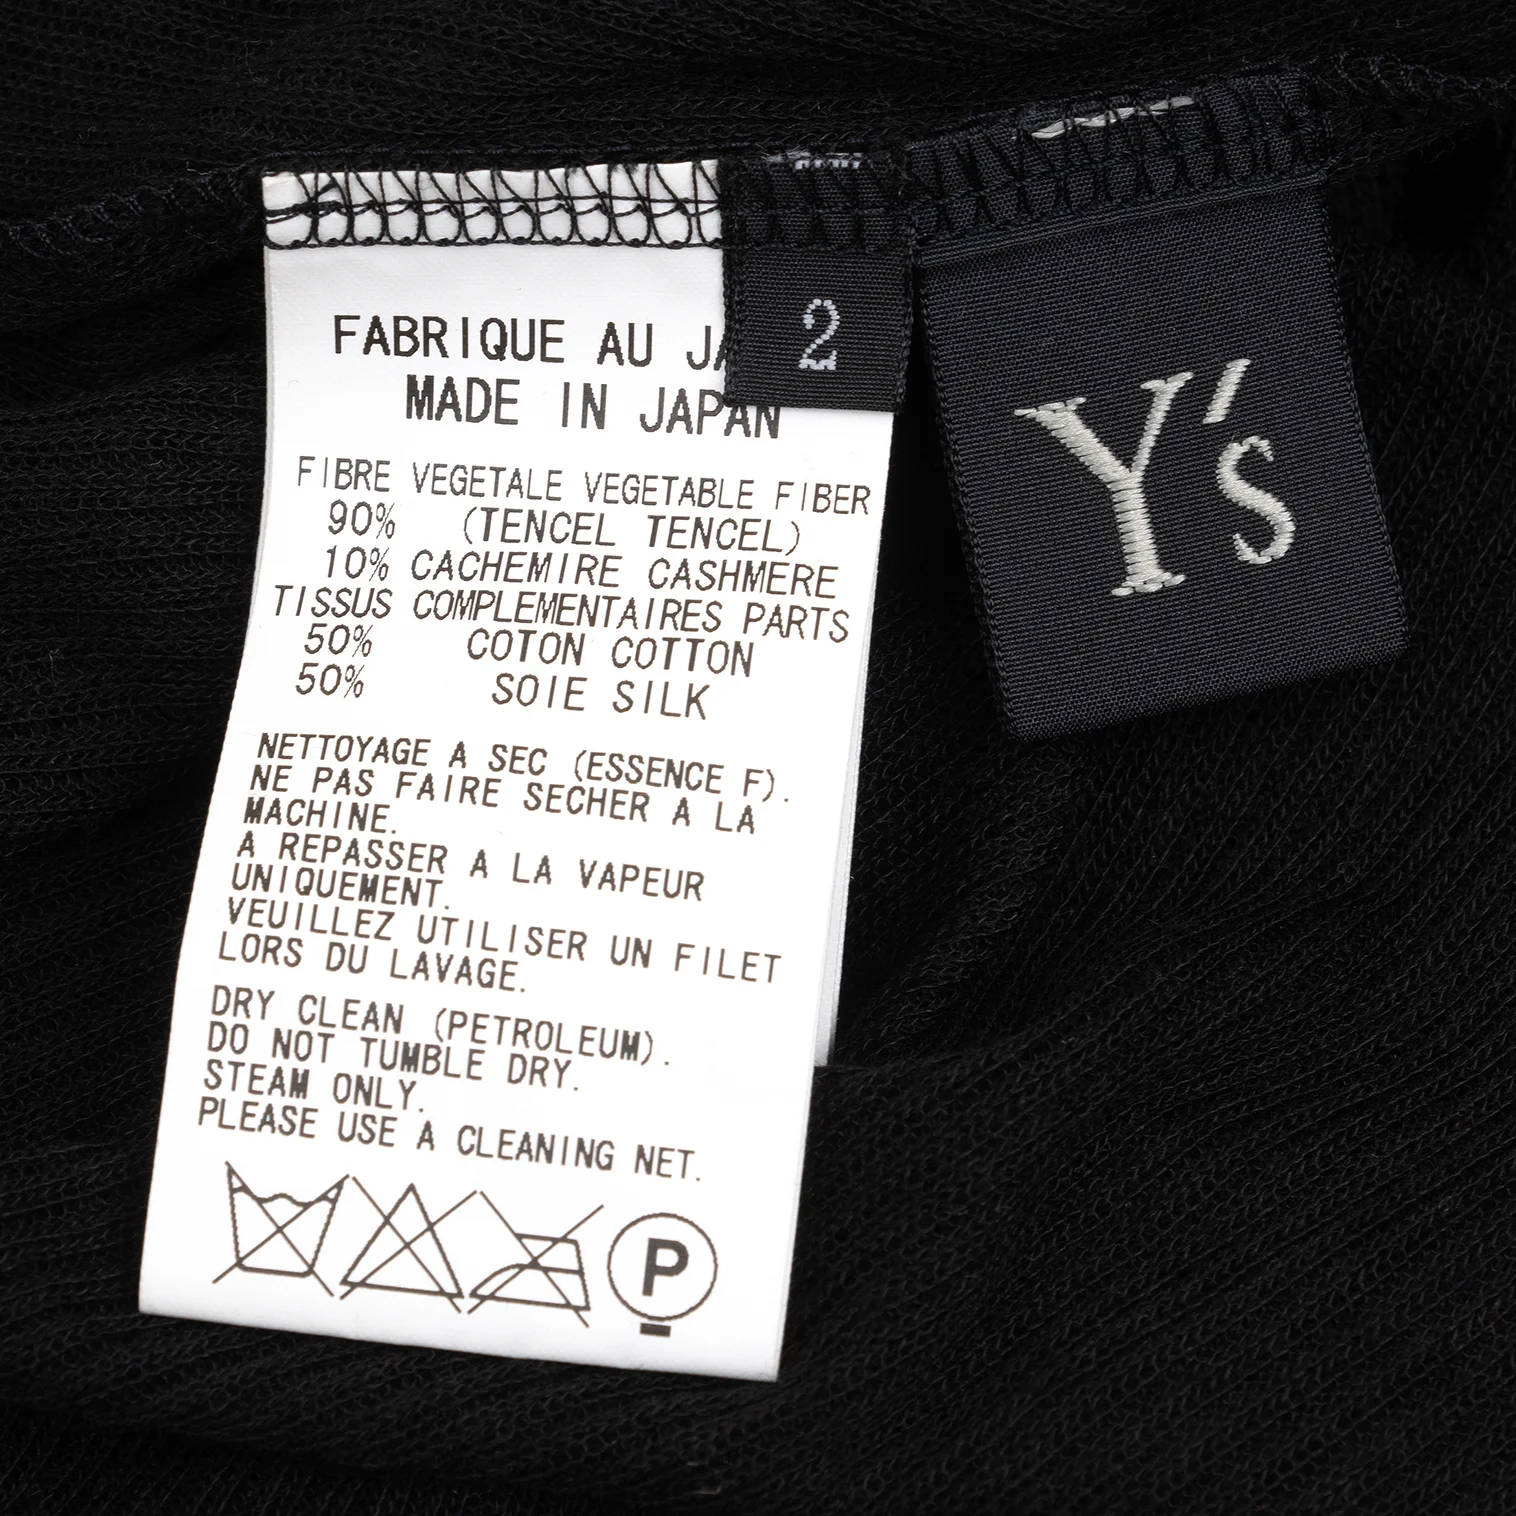 FABRIQUE AU
2
MADE IN JAPAN
Y's
FIBRE VEGETALE VEGETABLE FIBER
90% (TENCEL TENCEL)
10% CACHEMIRE CASHMERE
TISSUS COMPLEMENTAIRES PARTS
50% COTON COTTON
50% SOIE SILK
NETTOYAGE A SEC (ESSENCE F).
NE PAS FAIRE SECHER A LA
MACHINE.
A REPASSER A LA VAPEUR
UNIQUEMENT.
VEUILLEZ UTILISER UN FILET
LORS DU LAVAGE.
DRY CLEAN (PETROLEUM).
DO NOT TUMBLE DRY.
STEAM ONLY.
PLEASE USE A CLEANING NET.
P